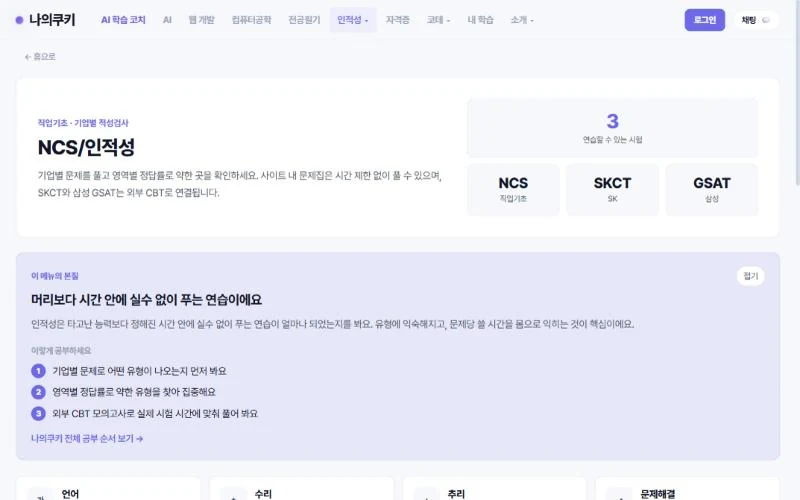 나의쿠키
AI 학습 코치
AI
웹 개발
컴퓨터공학
전공필기
인적성
자격증
코테
내 학습
소개
로그인
채팅
← 홈으로
직업기초 · 기업별 적성검사
NCS/인적성
기업별 문제를 풀고 영역별 정답률로 약한 곳을 확인하세요. 사이트 내 문제집은 시간 제한 없이 풀 수 있으며,
SKCT와 삼성 GSAT는 외부 CBT로 연결됩니다.
3
연습할 수 있는 시험
NCS
직업기초
SKCT
SK
GSAT
삼성
이 메뉴의 본질
접기
머리보다 시간 안에 실수 없이 푸는 연습이에요
인적성은 타고난 능력보다 정해진 시간 안에 실수 없이 푸는 연습이 얼마나 되었는지를 봐요. 유형에 익숙해지고, 문제당 쓸 시간을 몸으로 익히는 것이 핵심이에요.
이렇게 공부하세요
1 기업별 문제로 어떤 유형이 나오는지 먼저 봐요
2 영역별 정답률로 약한 유형을 찾아 집중해요
3 외부 CBT 모의고사로 실제 시험 시간에 맞춰 풀어 봐요
나의쿠키 전체 공부 순서 보기 →
언어
수리
추리
문제해결